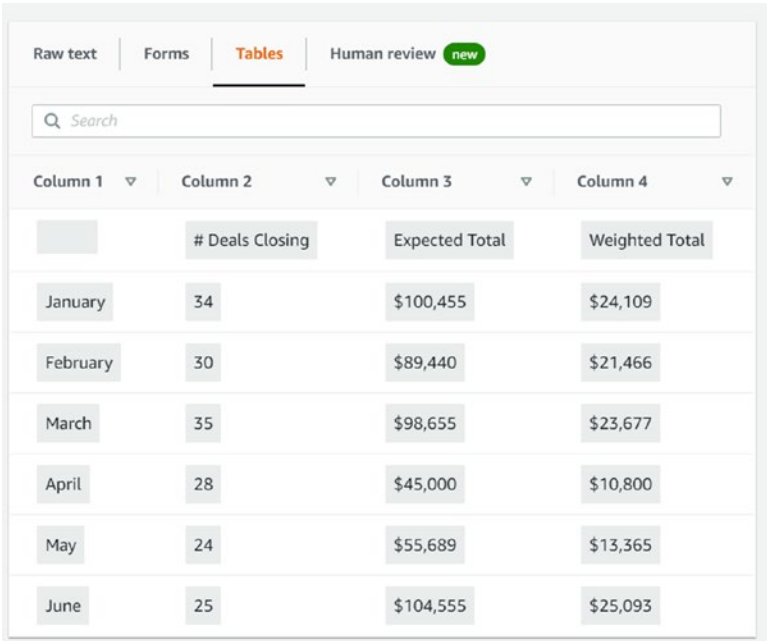 Raw text Forms Tables Human review new
Search
Column 1 Column 2 Column 3 Column 4
# Deals Closing Expected Total Weighted Total
January 34 $100,455 $24,109
February 30 $89,440 $21,466
March 35 $98,655 $23,677
April 28 $45,000 $10,800
May 24 $55,689 $13,365
June 25 $104,555 $25,093